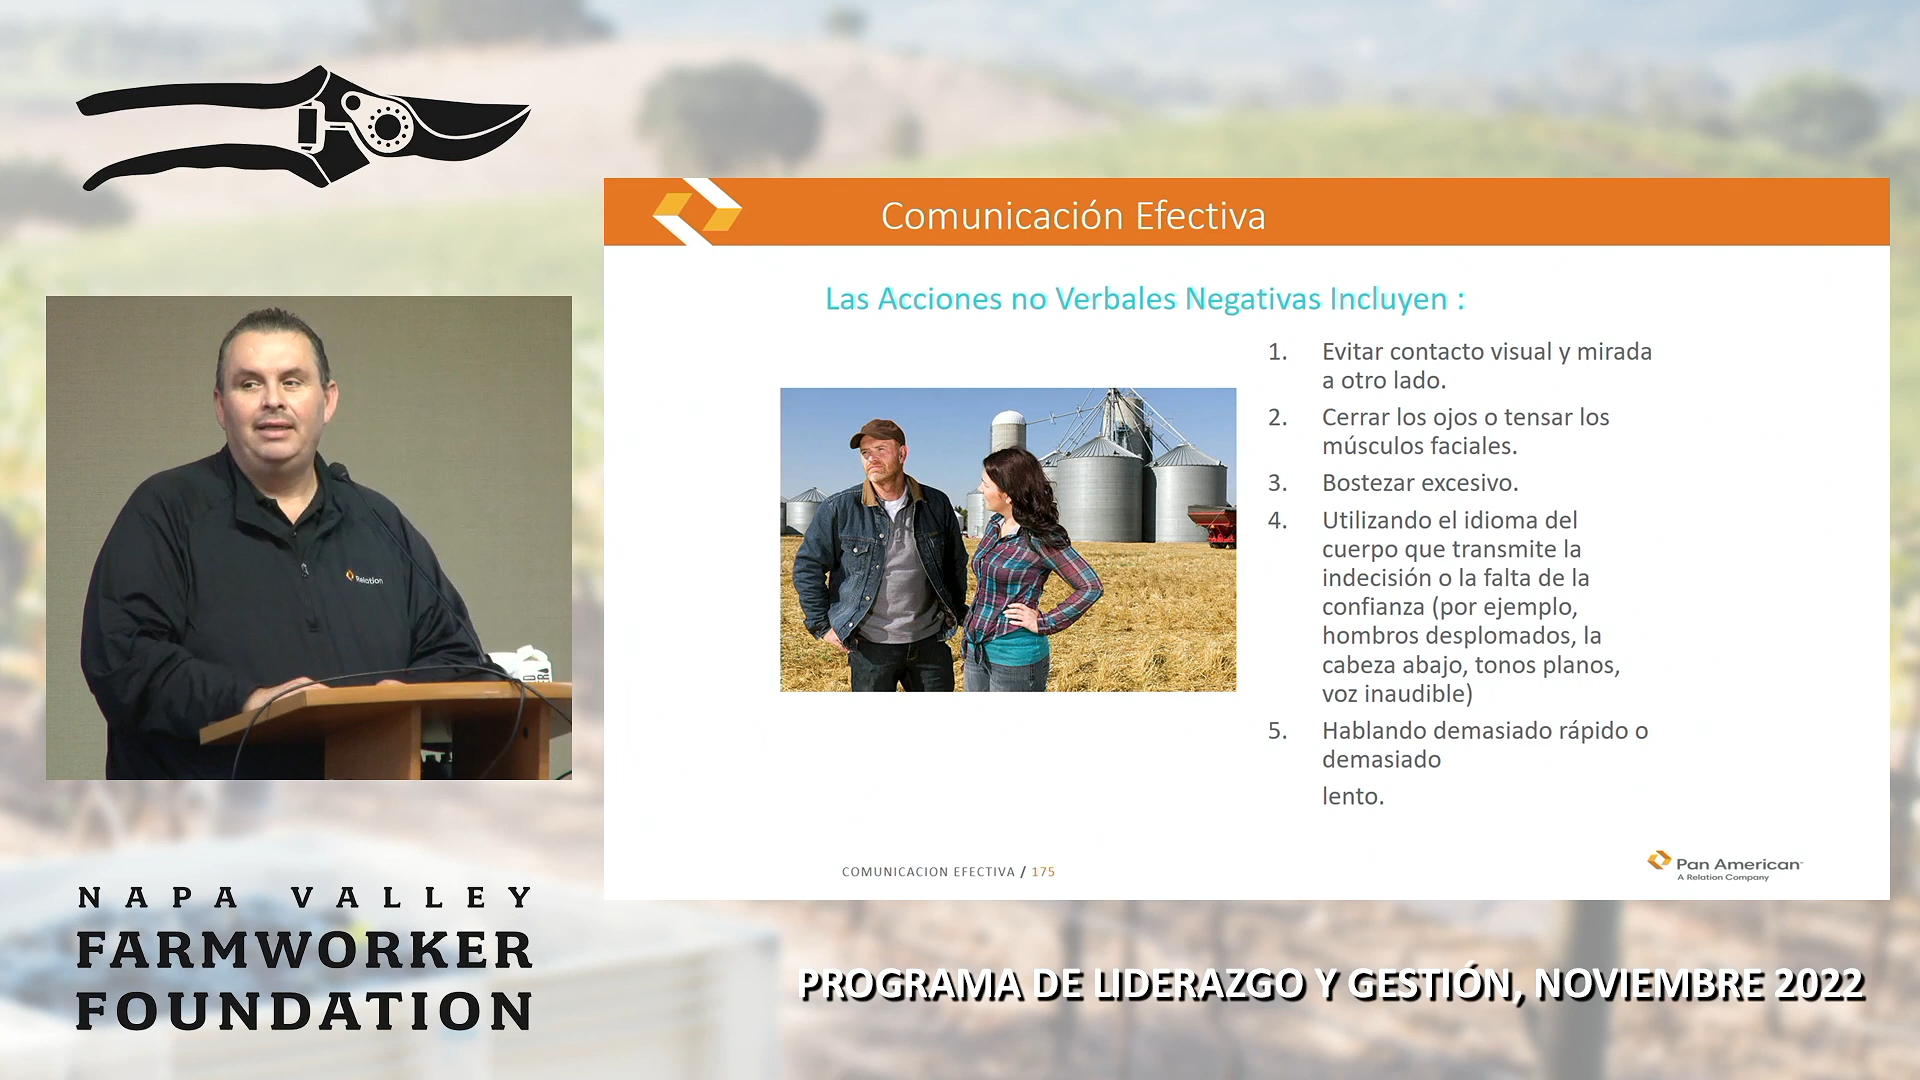 Comunicación Efectiva
Las Acciones no Verbales Negativas Incluyen :
1. Evitar contacto visual y mirada
a otro lado.
2. Cerrar los ojos o tensar los
músculos faciales.
3. Bostezar excesivo.
4. Utilizando el idioma del
cuerpo que transmite la
indecisión o la falta de la
confianza (por ejemplo,
hombros desplomados, la
cabeza abajo, tonos planos,
voz inaudible)
5. Hablando demasiado rápido o
demasiado
lento.
COMUNICACION EFECTIVA / 175
Pan American
A Relation Company
Relation
NAPA VALLEY
FARMWORKER
FOUNDATION
PROGRAMA DE LIDERAZGO Y GESTIÓN, NOVIEMBRE 2022